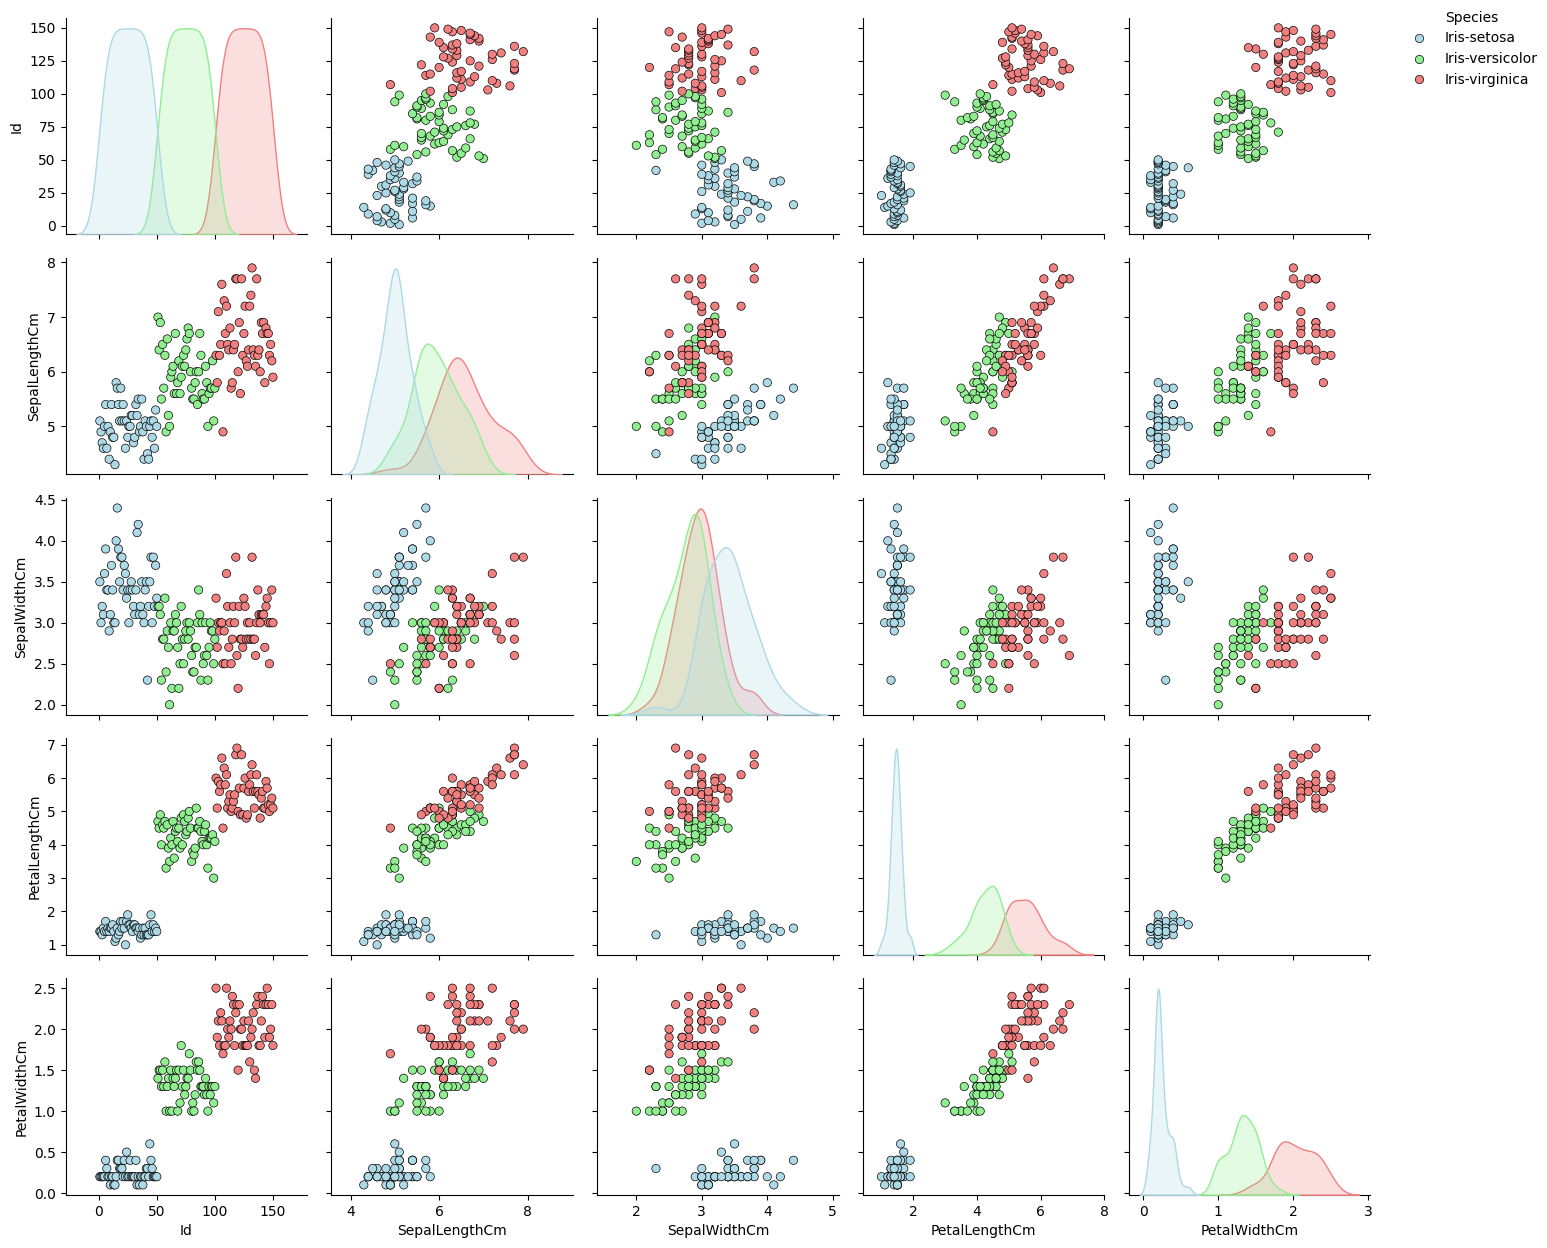 Species
Iris-setosa
Iris-versicolor
Iris-virginica
150
125
100
75
50
25
0
Id
8
7
6
5
SepalLengthCm
4.5
4.0
3.5
3.0
2.5
2.0
SepalWidthCm
7
6
5
4
3
2
1
PetalLengthCm
2.5
2.0
1.5
1.0
0.5
0.0
PetalWidthCm
0 50 100 150
4 6 8
2 3 4 5
2 4 6 8
0 1 2 3
Id
SepalLengthCm
SepalWidthCm
PetalLengthCm
PetalWidthCm